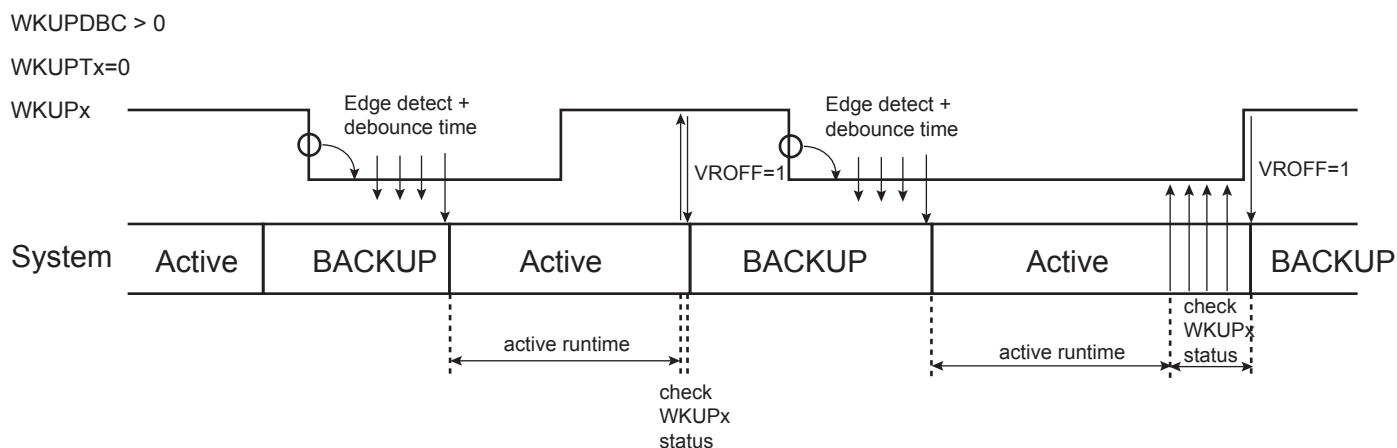 WKUPDBC > 0
WKUPTx=0
WKUPx
Edge detect +
debounce time
VROFF=1
Edge detect +
debounce time
VROFF=1
System
Active
BACKUP
Active
BACKUP
Active
BACKUP
active runtime
check
WKUPx
status
active runtime
check
WKUPx
status